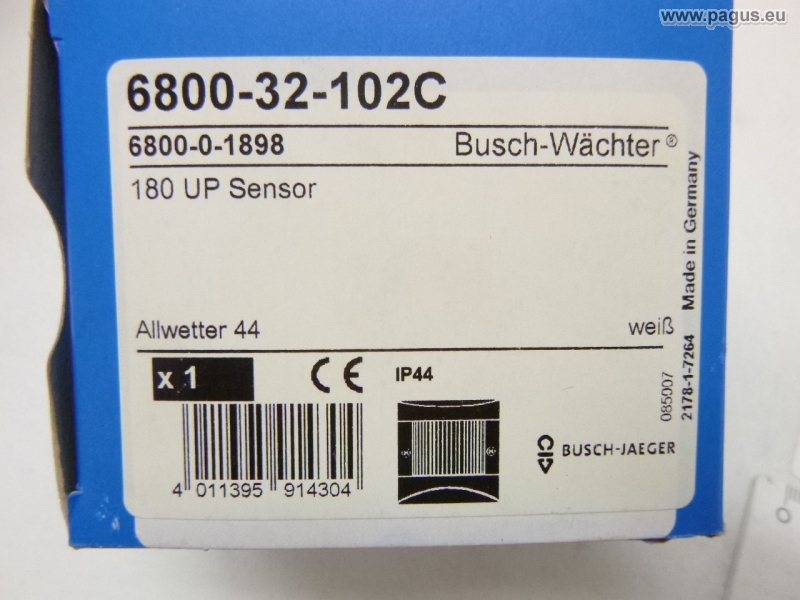 www.pagus.eu
6800-32-102C
6800-0-1898 Busch-Wächter®
180 UP Sensor
Allwetter 44 weiß
x 1 CE IP44
4 011395 914304
BUSCH-JAEGER
085007
2178-1-7264 Made in Germany